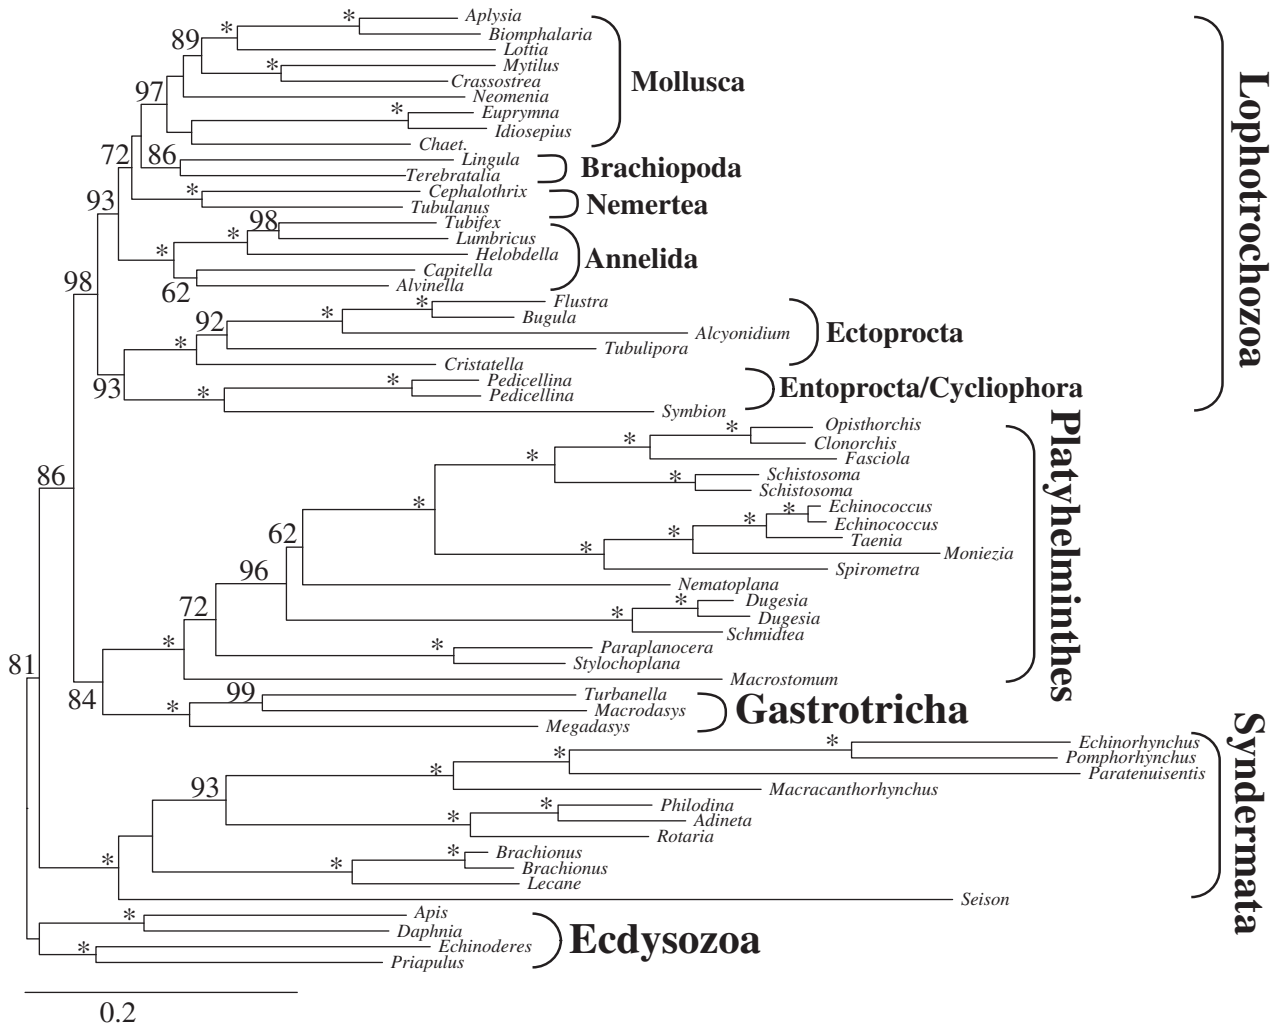 *
Aplysia
*
Biomphalaria
89
Lottia
*
Mytilus
Crassostrea
97
Neomenia
*
Euprymna
Idiosepius
Chaet.
Mollusca
72
86
Lingula
Terebratalia
Brachiopoda
*
Cephalothrix
Tubulanus
Nemertea
93
98
Tubifex
*
Lumbricus
*
Helobdella
Capitella
62
Alvinella
Annelida
98
*
Flustra
*
Bugula
92
Alcyonidium
*
Tubulipora
Cristatella
Ectoprocta
93
*
Pedicellina
*
Pedicellina
Symbion
Entoprocta/Cycliophora
Lophotrochozoa
86
*
Opisthorchis
*
Clonorchis
*
Fasciola
*
Schistosoma
Schistosoma
*
*
Echinococcus
*
Echinococcus
*
Taenia
*
Moniezia
Spirometra
62
96
Nematoplana
*
Dugesia
*
Dugesia
Schmidtea
72
*
Paraplanocera
*
Stylochoplana
Macrostomum
Platyhelminthes
81
84
99
Turbanella
*
Macrodasys
Megadasys
Gastrotricha
*
Echinorhynchus
*
Pomphorhynchus
*
Paratenuisentis
93
Macracanthorhynchus
*
Philodina
*
Adineta
Rotaria
*
*
Brachionus
*
Brachionus
Lecane
Seison
Syndermata
*
Apis
Daphnia
*
Echinoderes
Priapulus
Ecdysozoa
0.2